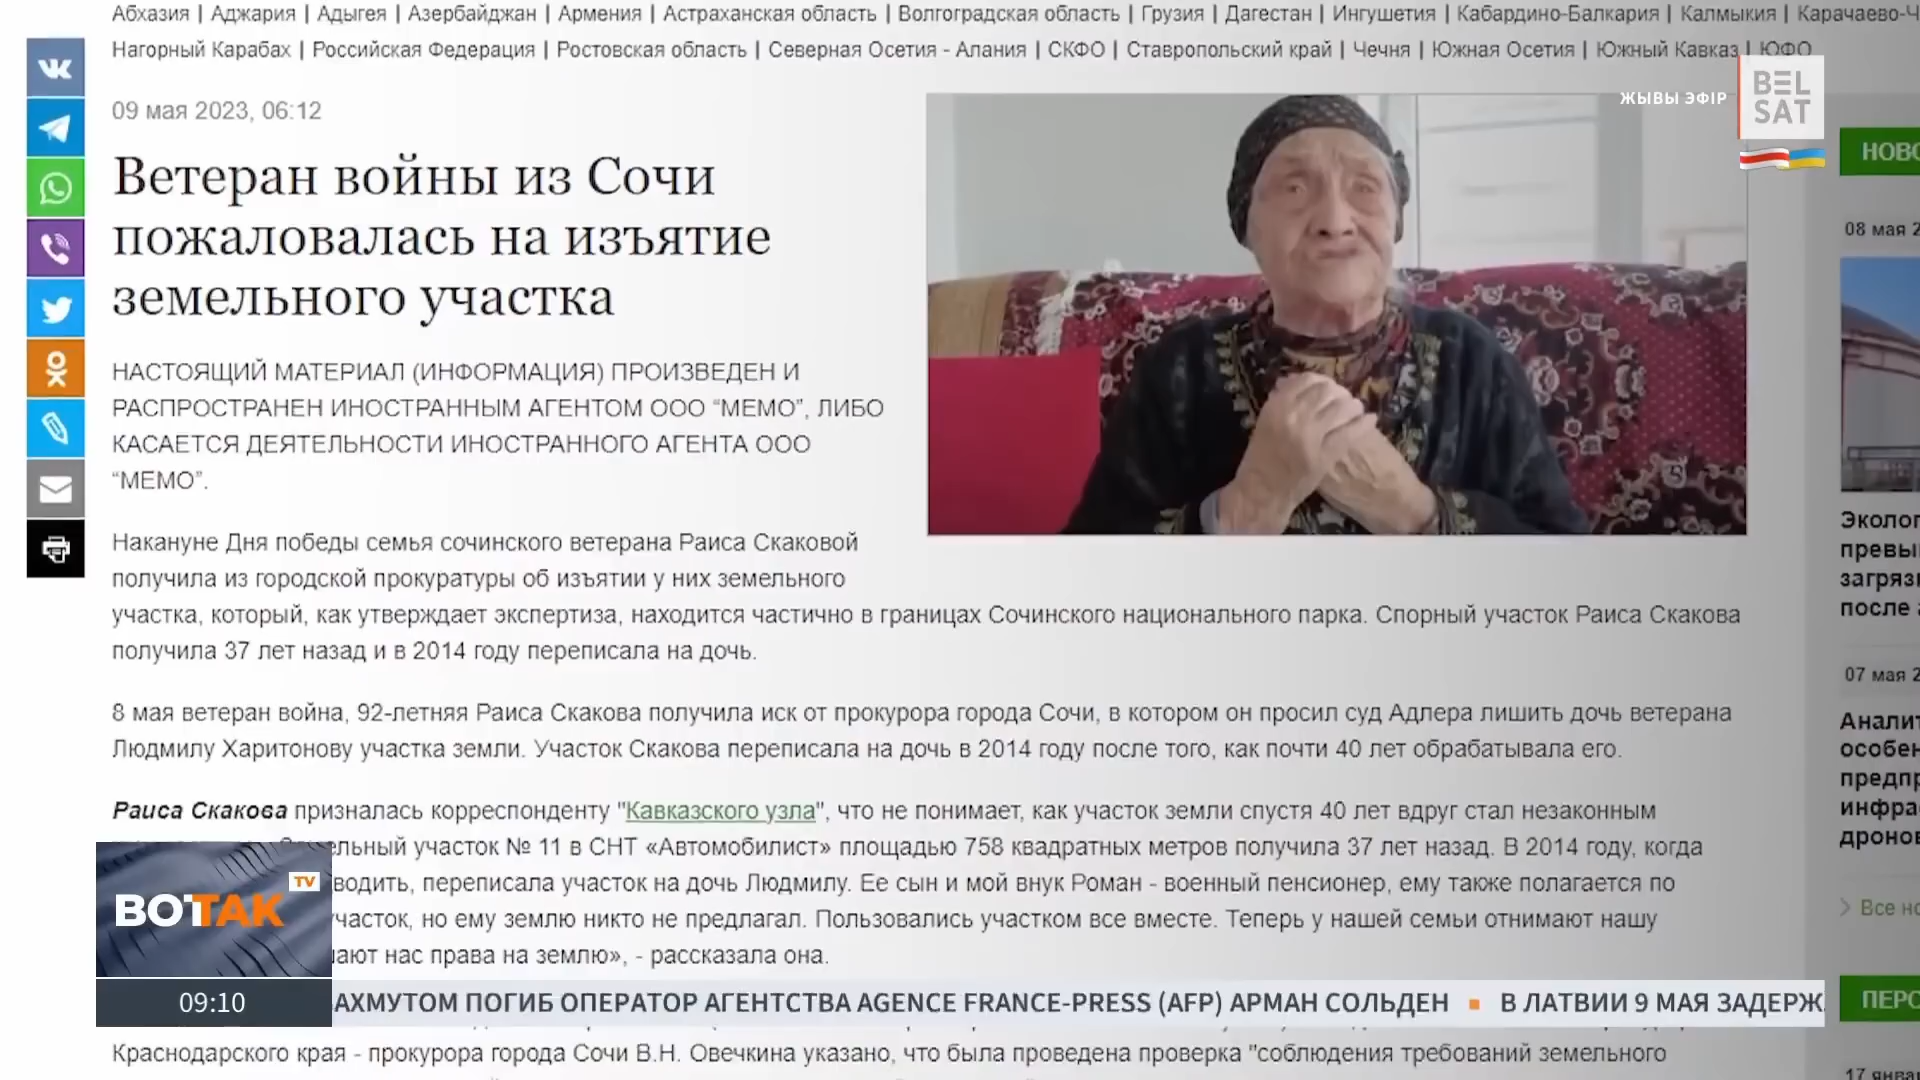 Абхазия | Аджария | Адыгея | Азербайджан | Армения | Астраханская область | Волгоградская область | Грузия | Дагестан | Ингушетия | Кабардино-Балкария | Калмыкия |
Нагорный Карабах | Российская Федерация | Ростовская область | Северная Осетия - Алания | СКФО | Ставропольский край | Чечня | Южная Осетия | Южный Кавказ | ЮФО
ЖЫВЫ ЭФІР
BEL
SAT
09 мая 2023, 06:12
Ветеран войны из Сочи
пожаловалась на изъятие
земельного участка
НАСТОЯЩИЙ МАТЕРИАЛ (ИНФОРМАЦИЯ) ПРОИЗВЕДЕН И
РАСПРОСТРАНЕН ИНОСТРАННЫМ АГЕНТОМ ООО “МЕМО”, ЛИБО
КАСАЕТСЯ ДЕЯТЕЛЬНОСТИ ИНОСТРАННОГО АГЕНТА ООО
“МЕМО”.
Накануне Дня победы семья сочинского ветерана Раиса Скаковой
получила из городской прокуратуры об изъятии у них земельного
участка, который, как утверждает экспертиза, находится частично в границах Сочинского национального парка. Спорный участок Раиса Скакова
получила 37 лет назад и в 2014 году переписала на дочь.
8 мая ветеран война, 92-летняя Раиса Скакова получила иск от прокурора города Сочи, в котором он просил суд Адлера лишить дочь ветерана
Людмилу Харитонову участка земли. Участок Скакова переписала на дочь в 2014 году после того, как почти 40 лет обрабатывала его.
Раиса Скакова призналась корреспонденту "Кавказского узла", что не понимает, как участок земли спустя 40 лет вдруг стал незаконным
участок № 11 в СНТ «Автомобилист» площадью 758 квадратных метров получила 37 лет назад. В 2014 году, когда
переписала участок на дочь Людмилу. Ее сын и мой внук Роман - военный пенсионер, ему также полагается по
участок, но ему землю никто не предлагал. Пользовались участком все вместе. Теперь у нашей семьи отнимают нашу
нас права на землю», - рассказала она.
Краснодарского края - прокурора города Сочи В.Н. Овечкина указано, что была проведена проверка "соблюдения требований земельного
08 мая
07 мая
после
Все
17
ВОТ ТАК
TV
09:10
ПОГИБ ОПЕРАТОР АГЕНТСТВА AGENCE FRANCE-PRESS (AFP) АРМАН СОЛЬДЕН ▪ В ЛАТВИИ 9 МАЯ